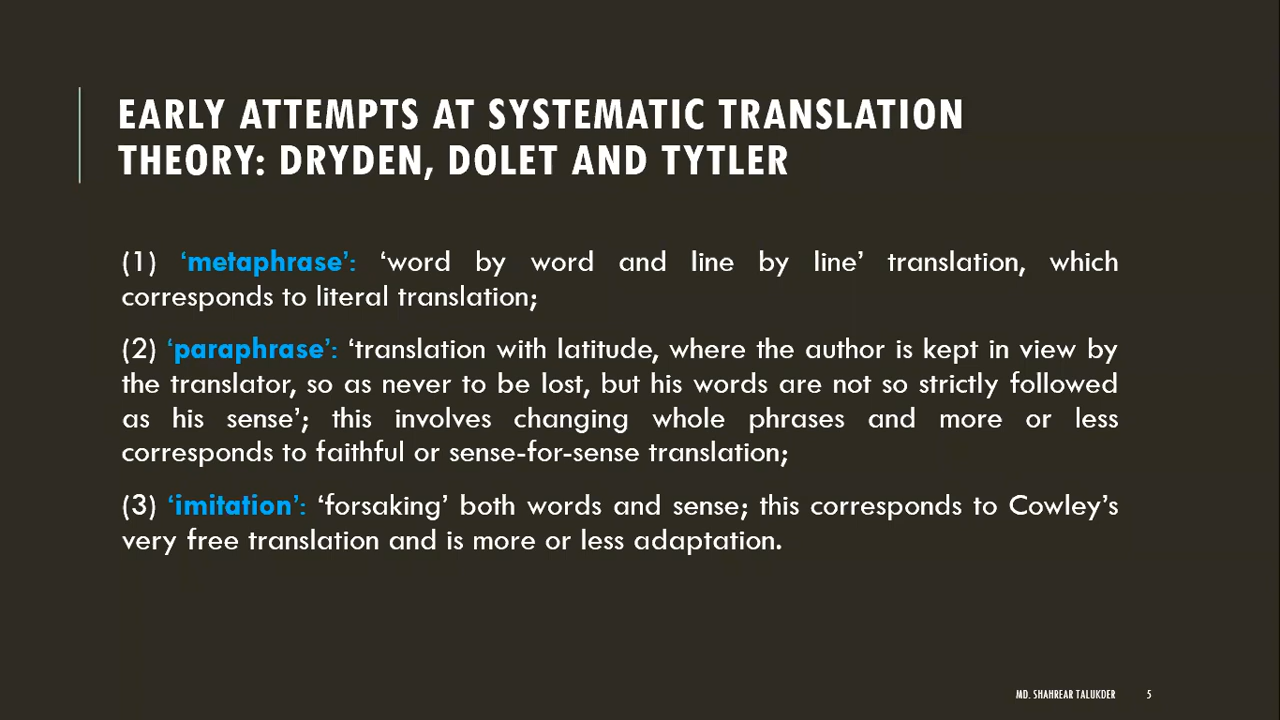 EARLY ATTEMPTS AT SYSTEMATIC TRANSLATION
THEORY: DRYDEN, DOLET AND TYTLER
(1) ‘metaphrase’: ‘word by word and line by line’ translation, which
corresponds to literal translation;
(2) ‘paraphrase’: ‘translation with latitude, where the author is kept in view by
the translator, so as never to be lost, but his words are not so strictly followed
as his sense’; this involves changing whole phrases and more or less
corresponds to faithful or sense-for-sense translation;
(3) ‘imitation’: ‘forsaking’ both words and sense; this corresponds to Cowley’s
very free translation and is more or less adaptation.
MD. SHAHREAR TALUKDER 5